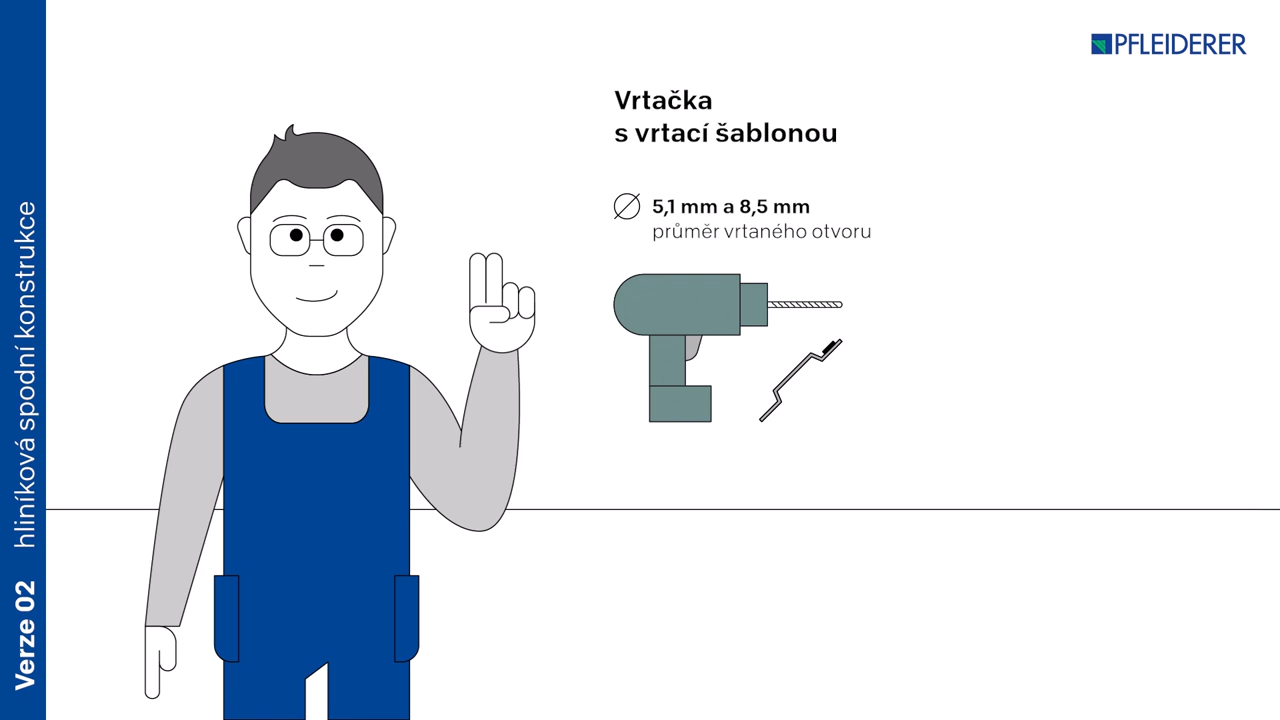 PFLEIDERER
Vrtačka
s vrtací šablonou
5,1 mm a 8,5 mm
průměr vrtaného otvoru
Verze 02 hliníková spodní konstrukce